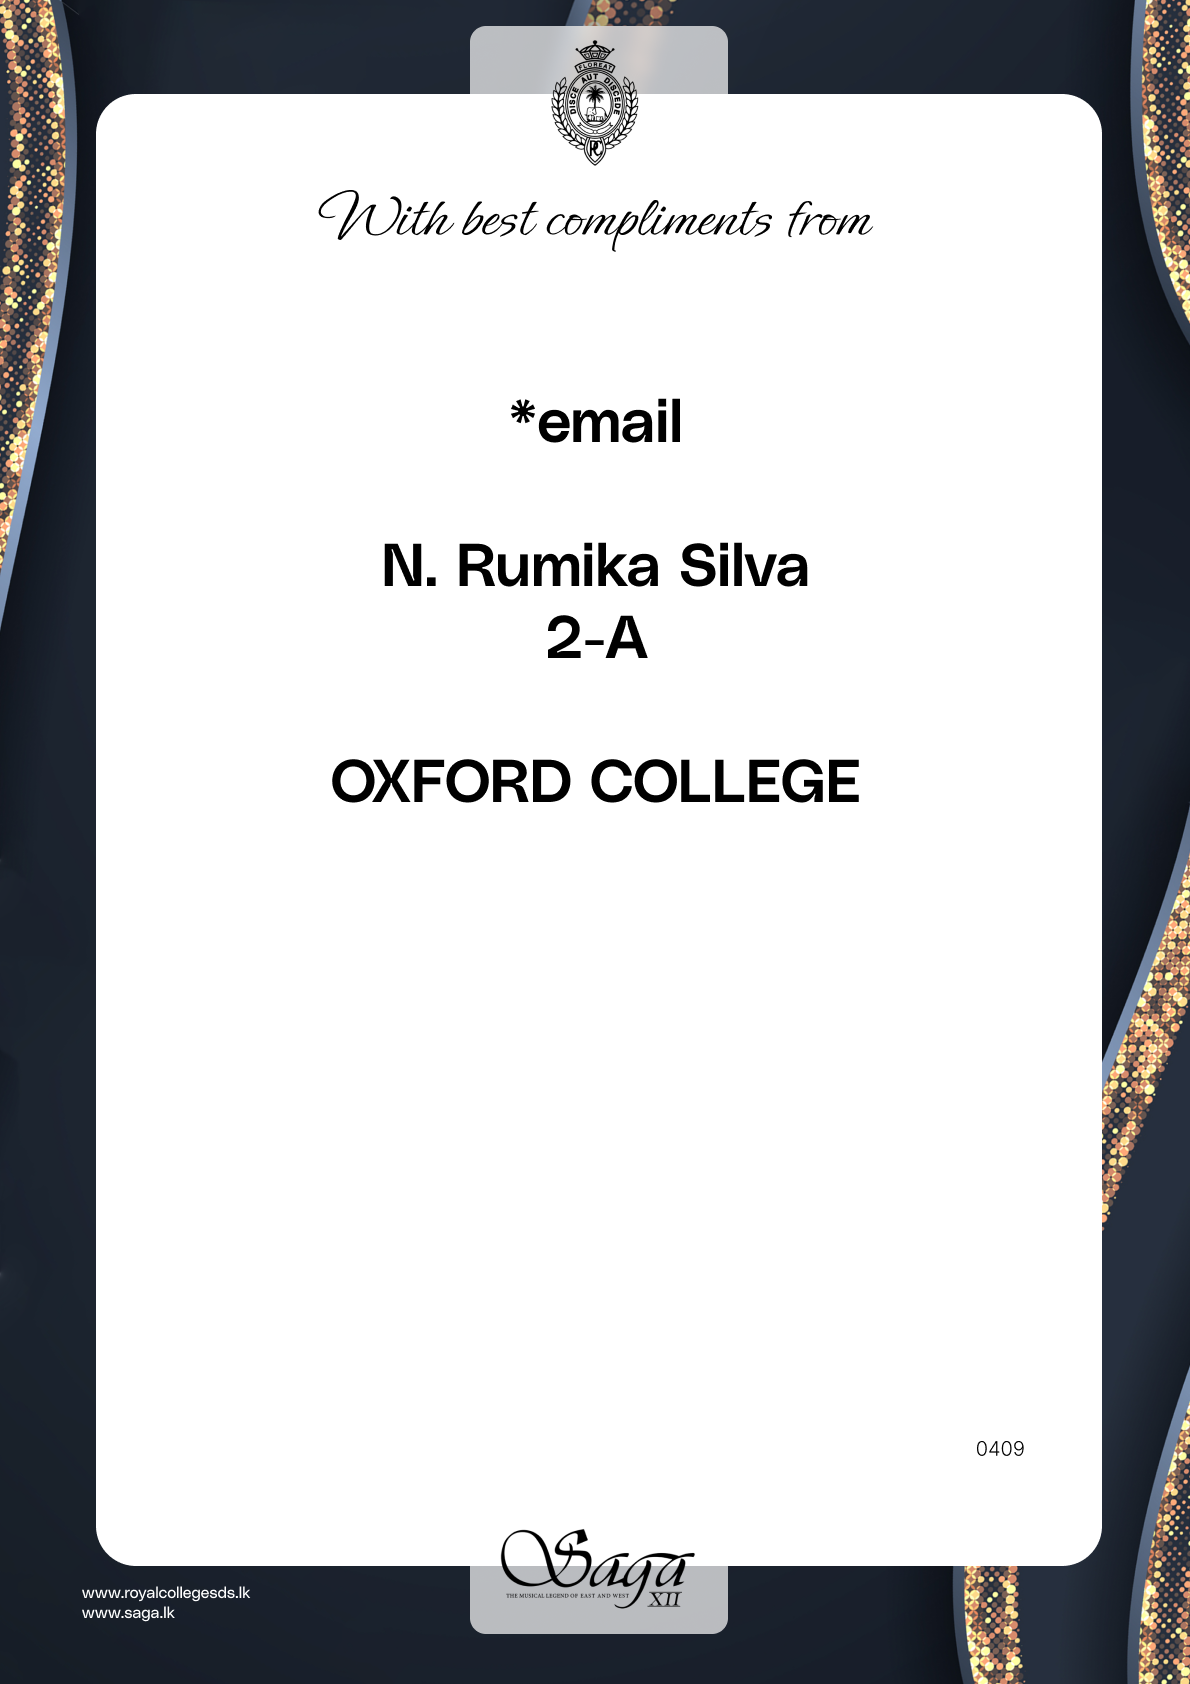 FLOREAT
DISCE AUT DISCEDE
RC
With best compliments from
*email
N. Rumika Silva
2-A
OXFORD COLLEGE
0409
Saga
THE MUSICAL LEGEND OF EAST AND WEST
XII
www.royalcollegesds.lk
www.saga.lk